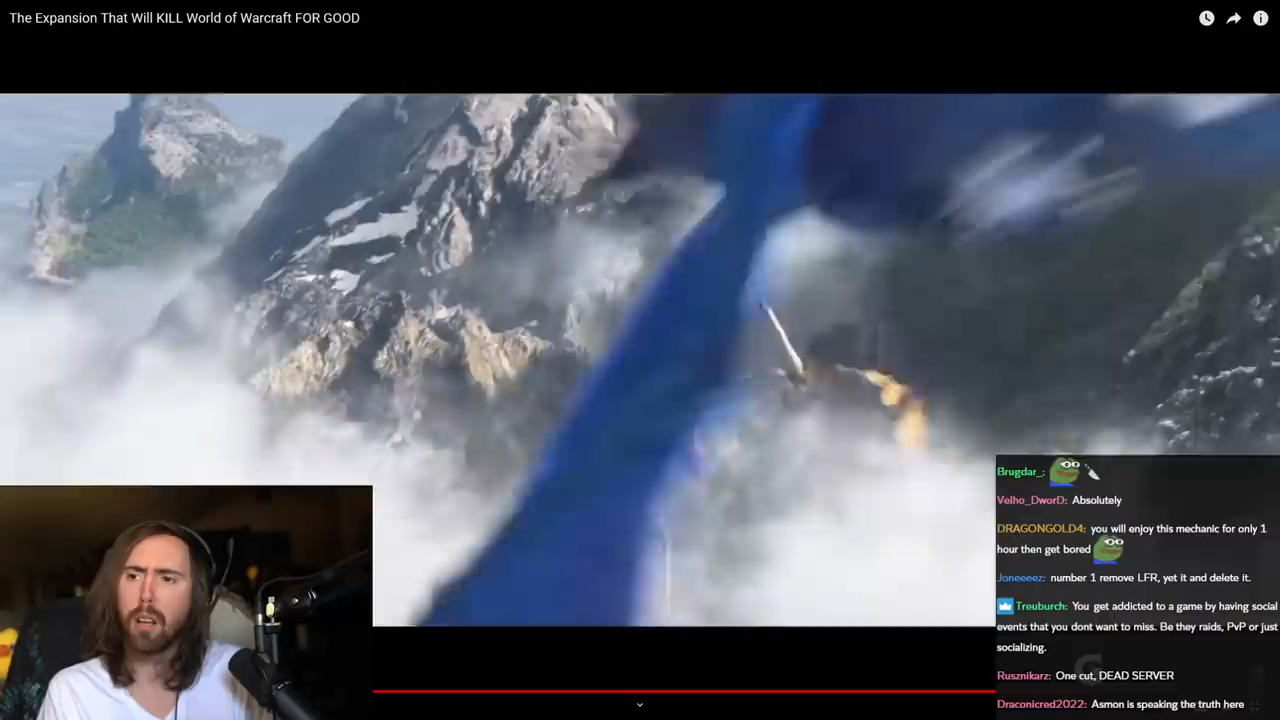 The Expansion That Will KILL World of Warcraft FOR GOOD
Brugdar_:
Velho_DworD: Absolutely
DRAGONGOLD4: you will enjoy this mechanic for only 1
hour then get bored
Joneeeez: number 1 remove LFR, yet it and delete it.
Treuburch: You get addicted to a game by having social
events that you dont want to miss. Be they raids, PvP or just
socializing.
Rusznikarz: One cut, DEAD SERVER
Draconicred2022: Asmon is speaking the truth here